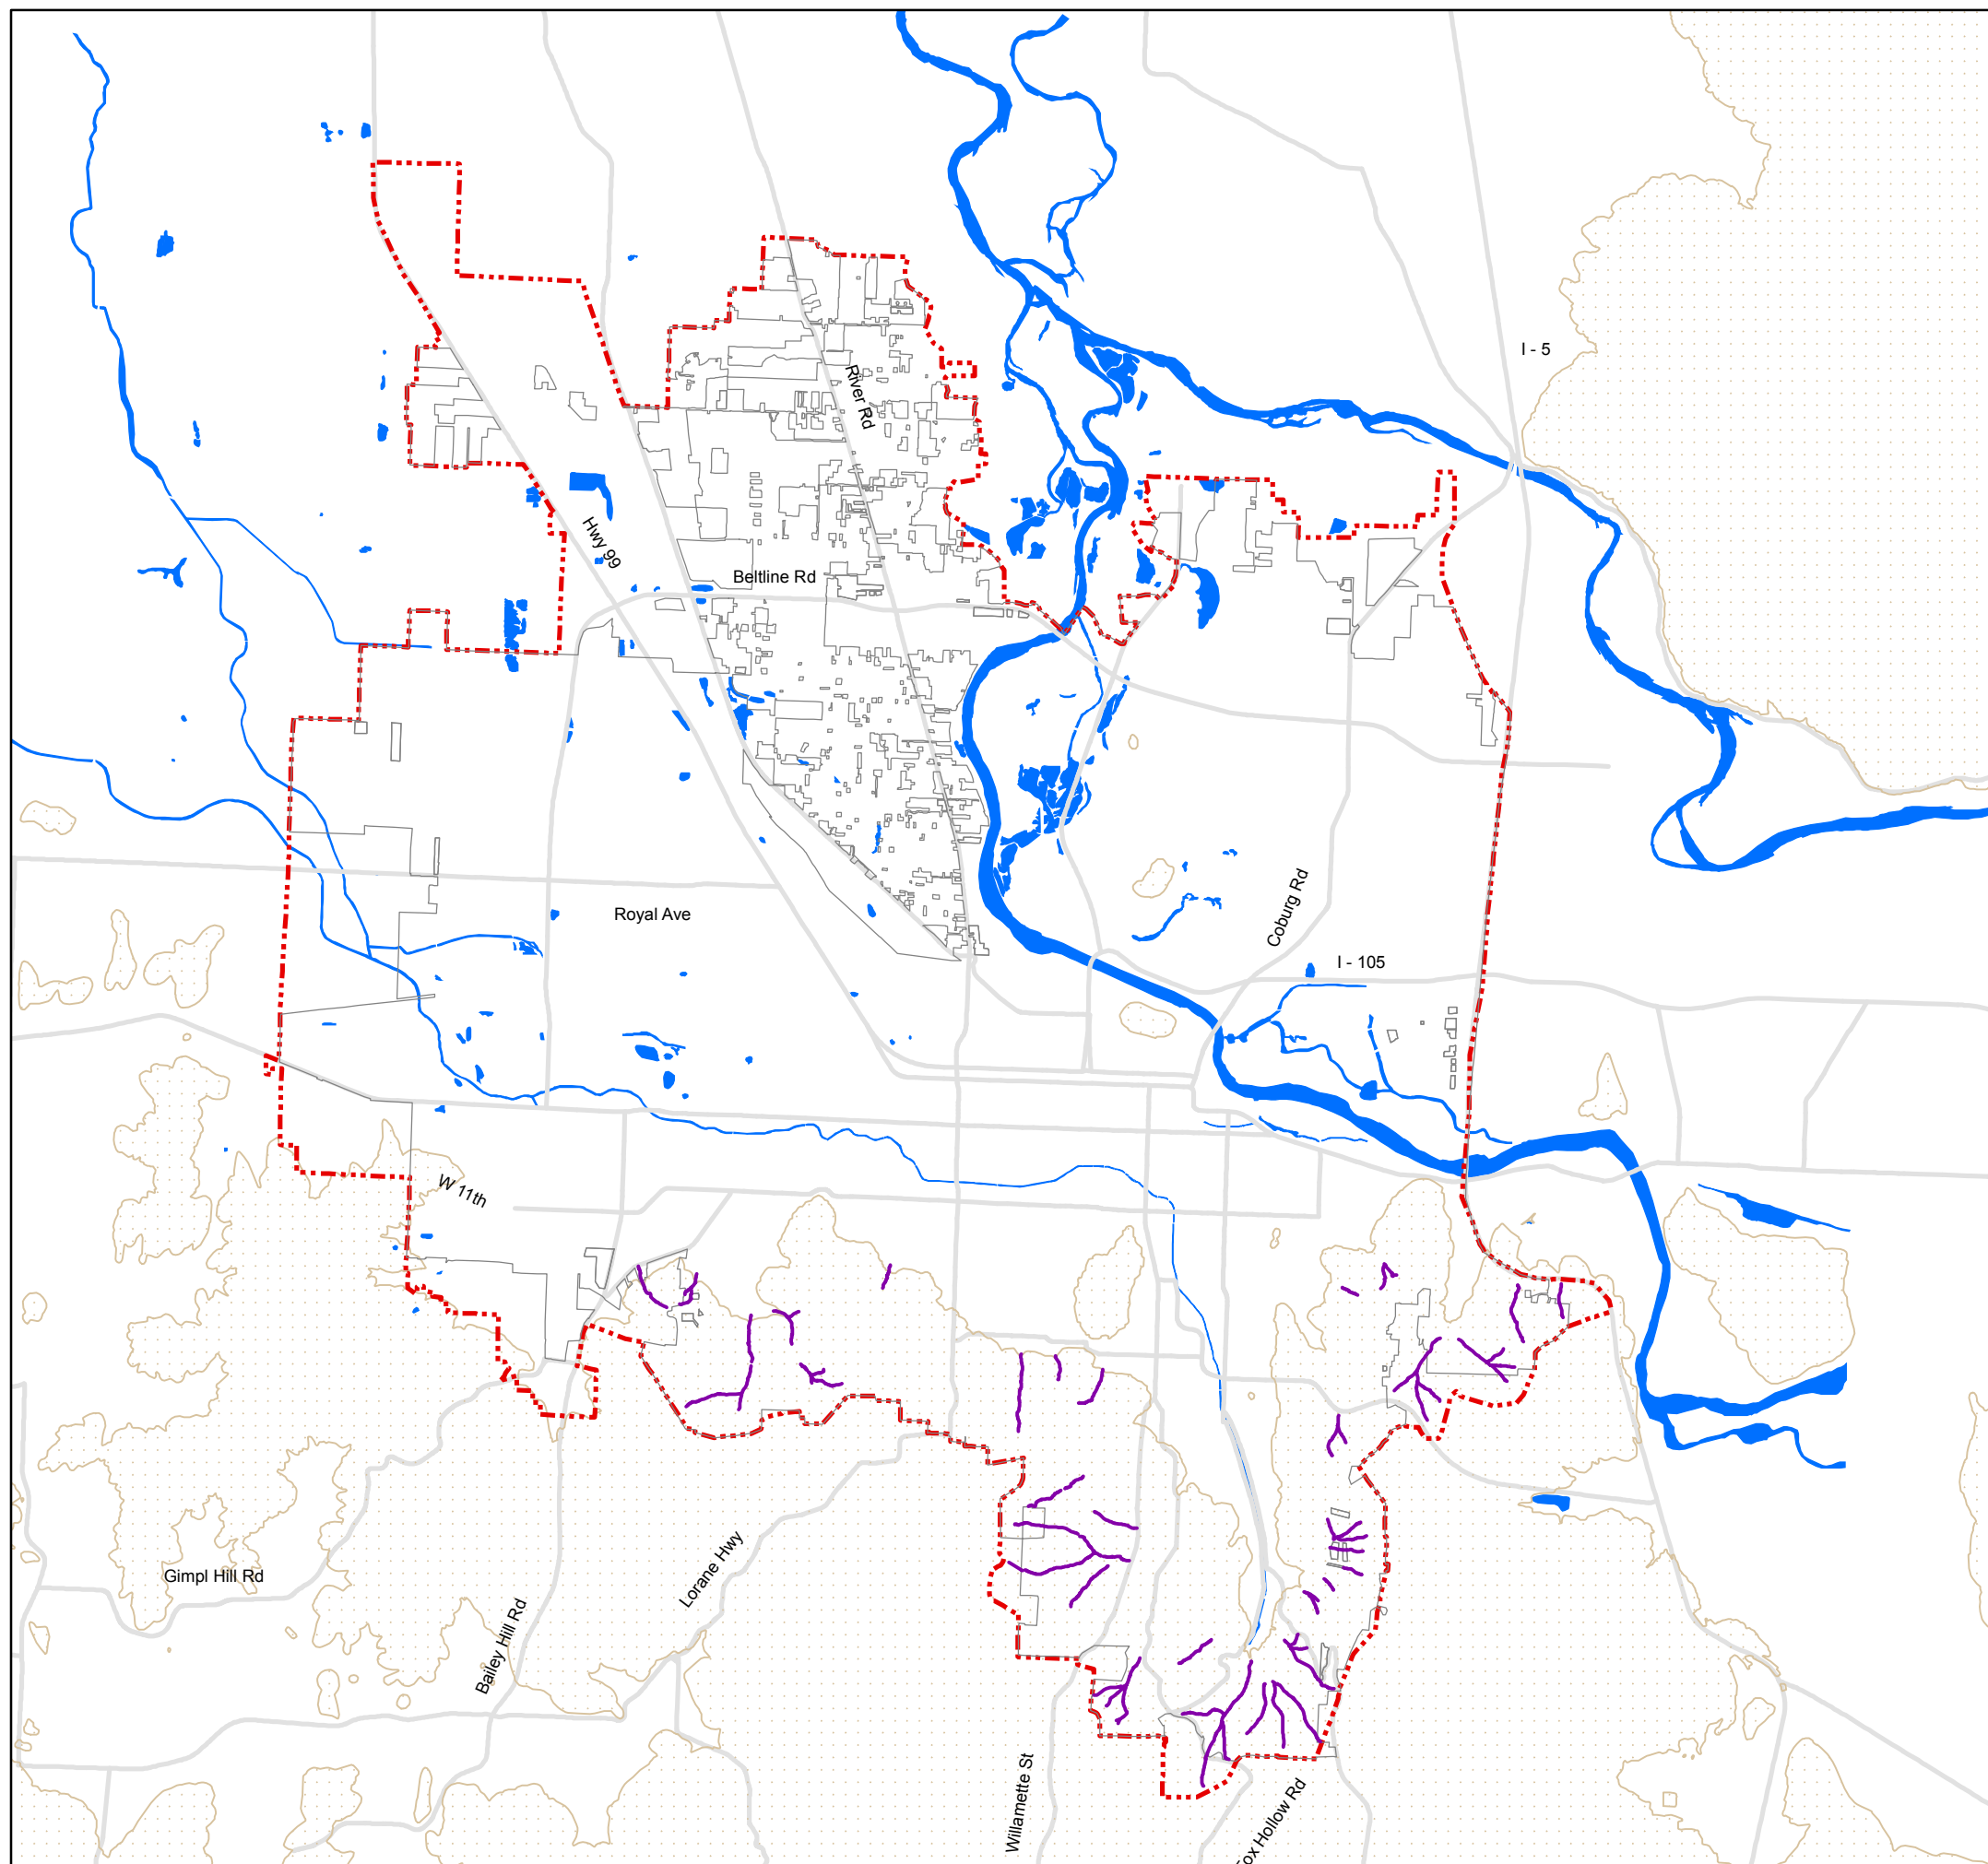 I - 5
River Rd
Hwy 99
Beltline Rd
Royal Ave
Coburg Rd
I - 105
W 11th
Gimpl Hill Rd
Lorane Hwy
Bailey Hill Rd
Willamette St
ox Hollow Rd